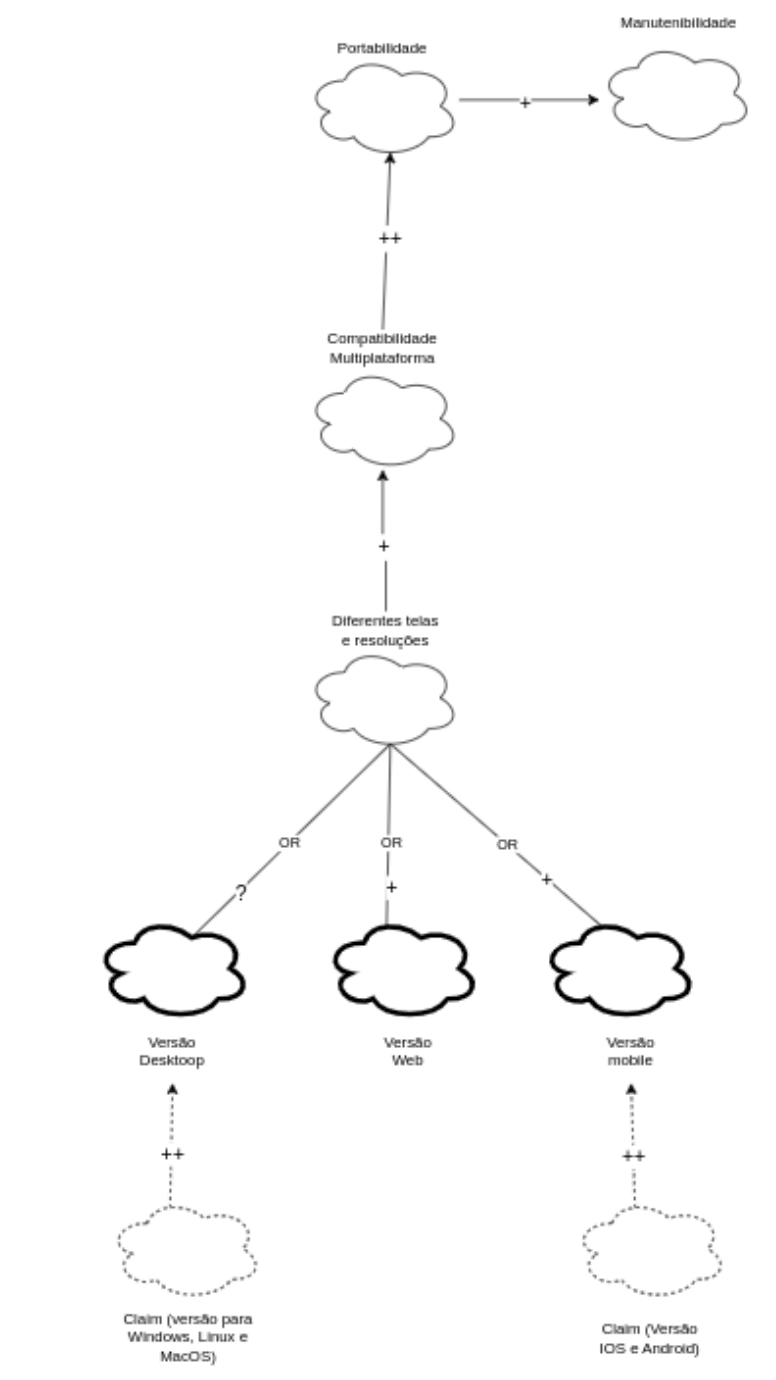 Manutenibilidade
Portabilidade
+
++
Compatibilidade
Multiplataforma
+
Diferentes telas
e resoluções
OR
OR
OR
?
+
+
Versão
Desktoop
Versão
Web
Versão
mobile
++
++
Claim (versão para
Windows, Linux e
MacOS)
Claim (Versão
IOS e Android)